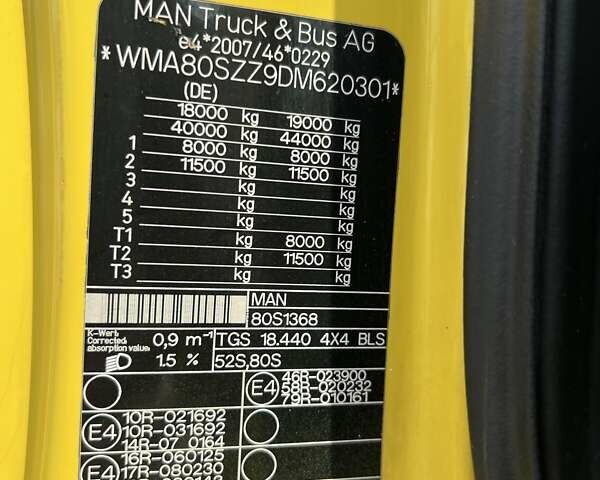 MAN Truck & Bus AG
e4*2007/46*0229
*WMA80SZZ9DM620301*
(DE)
18000 kg 19000 kg
40000 kg 44000 kg
1 8000 kg 8000 kg
2 11500 kg 11500 kg
3 kg kg
4 kg kg
5 kg kg
T1 kg 8000 kg
T2 kg 11500 kg
T3 kg kg
MAN
80S1368
K-Wert.
Corrected
absorption value.
0,9 m⁻¹
TGS 18.440 4X4 BLS
1.5 %
52S,80S
E4
46R-023900
58R-020232
79R-010161
E4
10R-021692
10R-031692
14R-07 0164
E4
16R-060125
17R-080230